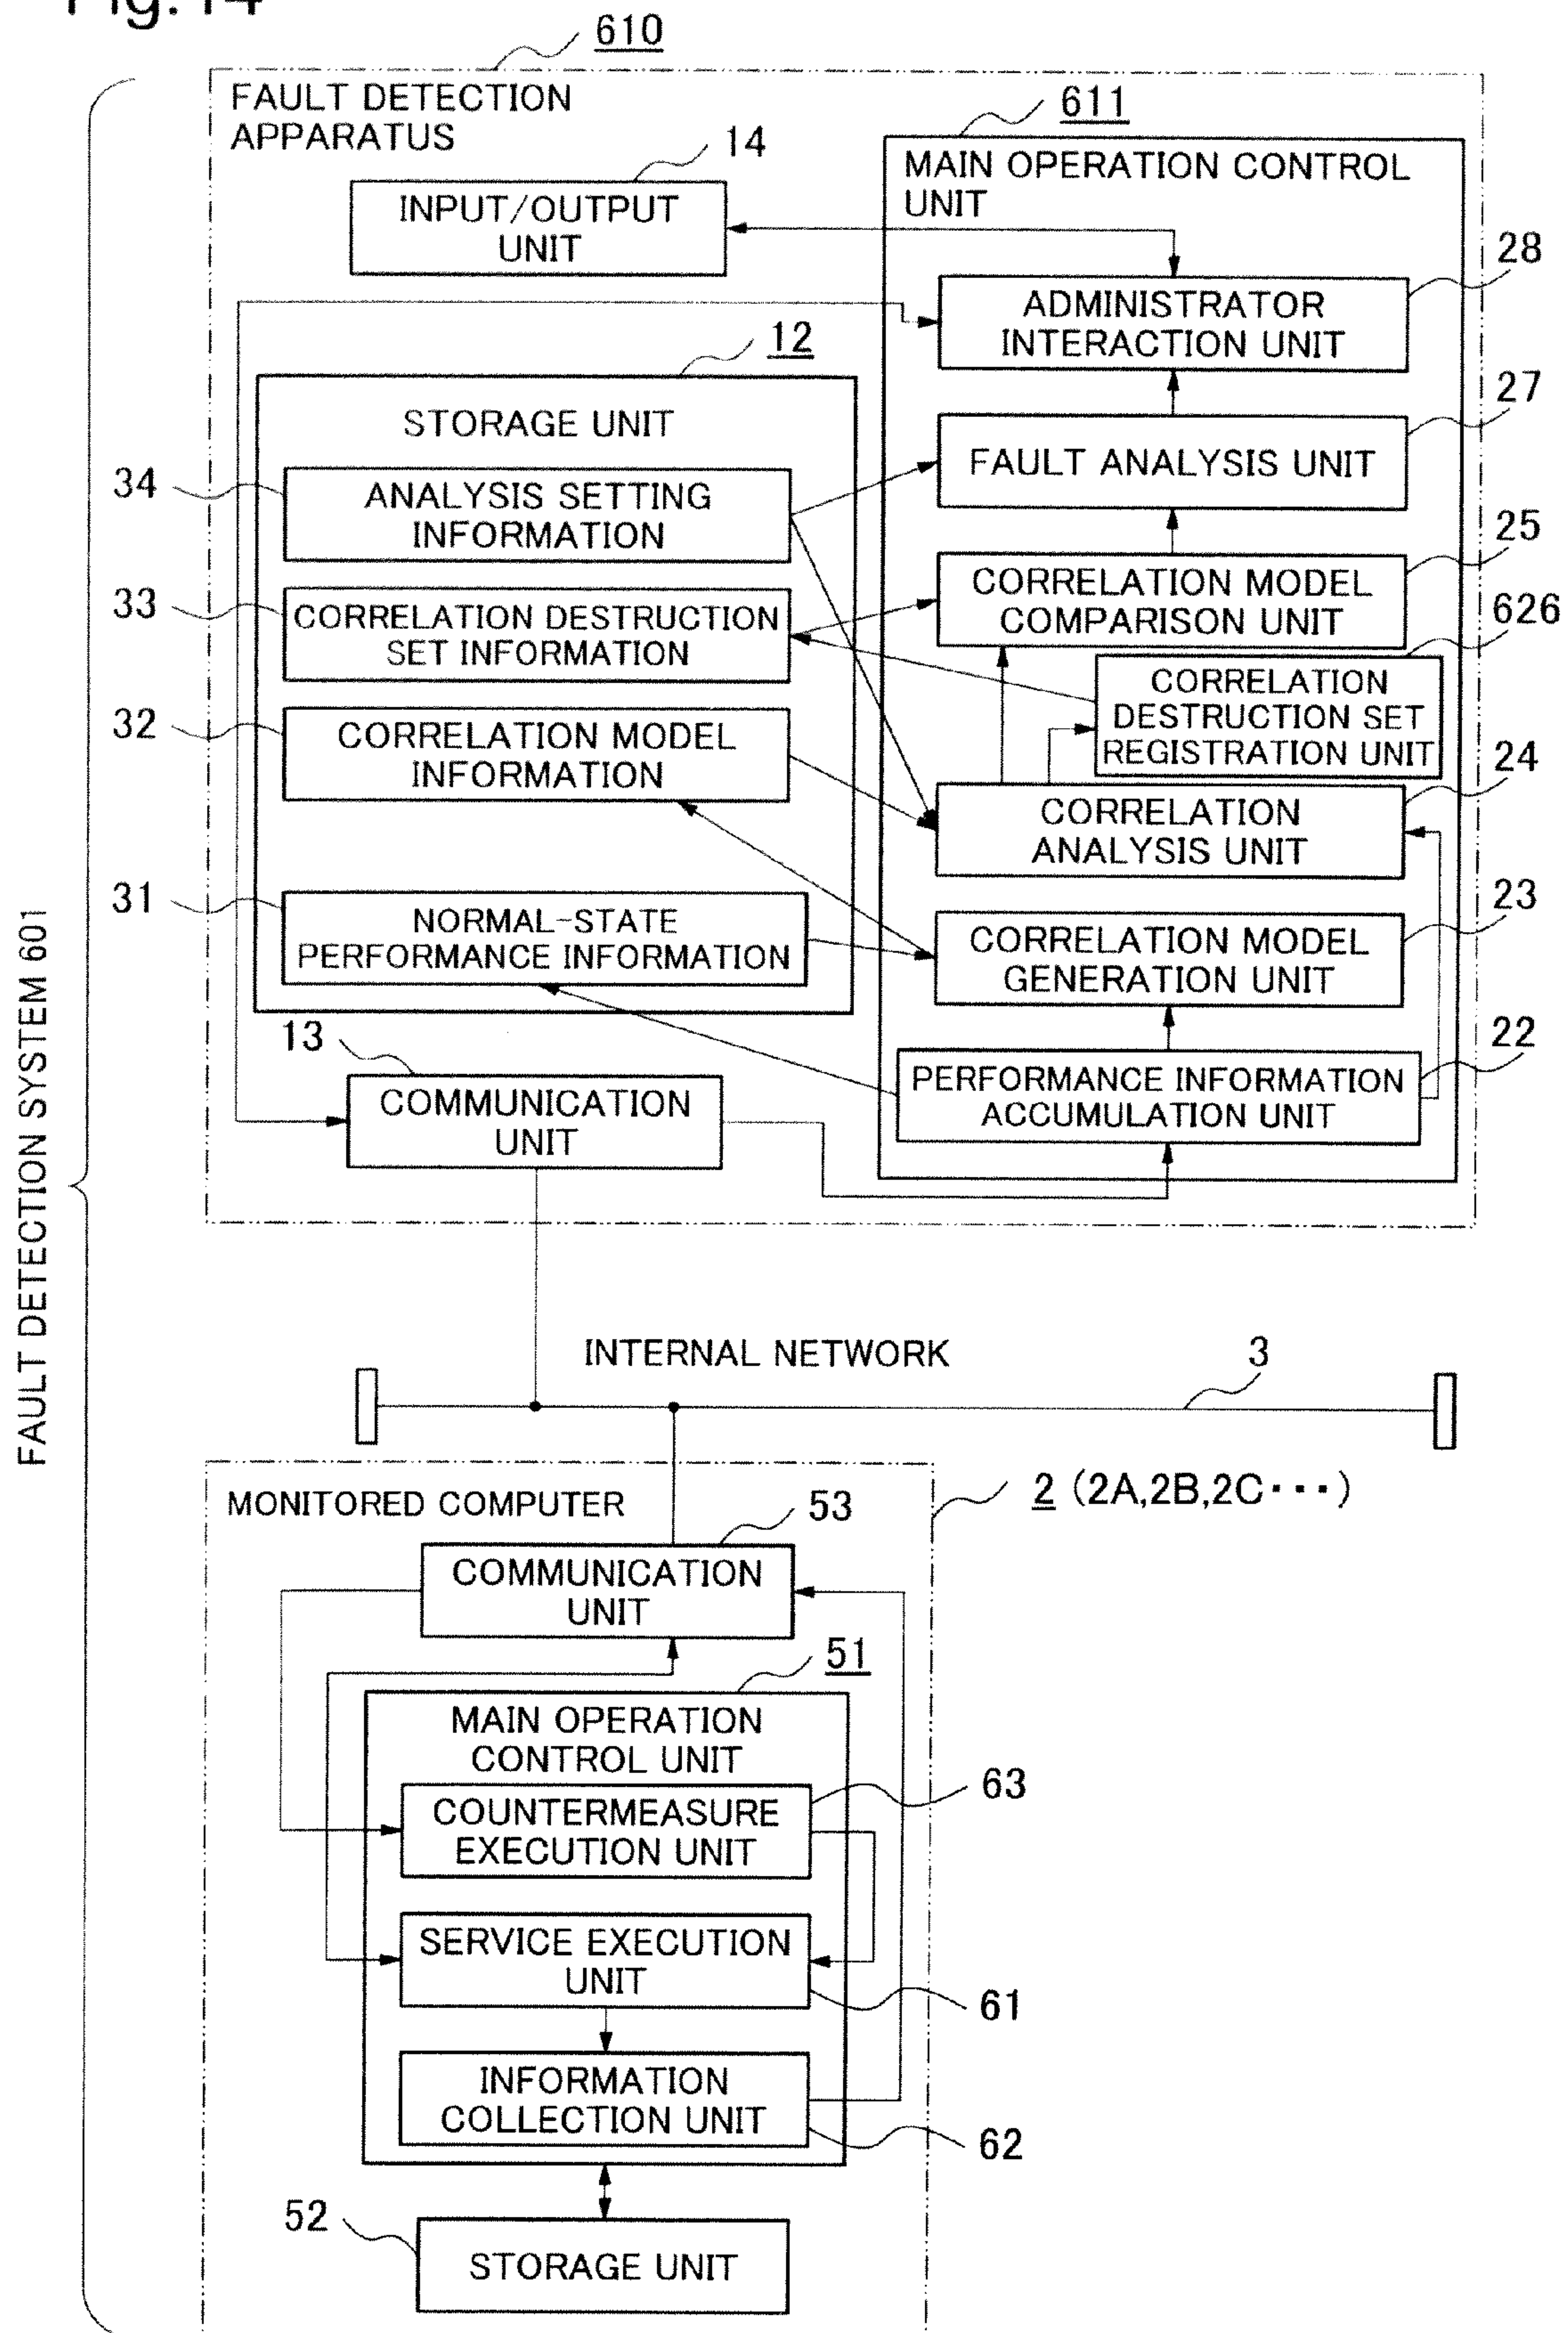 Fig.14
610
FAULT DETECTION
APPARATUS
611
14
MAIN OPERATION CONTROL
UNIT
INPUT/OUTPUT
UNIT
28
ADMINISTRATOR
INTERACTION UNIT
12
27
STORAGE UNIT
FAULT ANALYSIS UNIT
34
ANALYSIS SETTING
INFORMATION
25
CORRELATION MODEL
COMPARISON UNIT
33
CORRELATION DESTRUCTION
SET INFORMATION
626
CORRELATION
DESTRUCTION SET
REGISTRATION UNIT
32
CORRELATION MODEL
INFORMATION
24
CORRELATION
ANALYSIS UNIT
31
NORMAL-STATE
PERFORMANCE INFORMATION
23
CORRELATION MODEL
GENERATION UNIT
13
22
COMMUNICATION
UNIT
PERFORMANCE INFORMATION
ACCUMULATION UNIT
FAULT DETECTION SYSTEM 601
INTERNAL NETWORK
3
MONITORED COMPUTER
2 (2A,2B,2C・・・)
53
COMMUNICATION
UNIT
51
MAIN OPERATION
CONTROL UNIT
63
COUNTERMEASURE
EXECUTION UNIT
SERVICE EXECUTION
UNIT
61
INFORMATION
COLLECTION UNIT
62
52
STORAGE UNIT